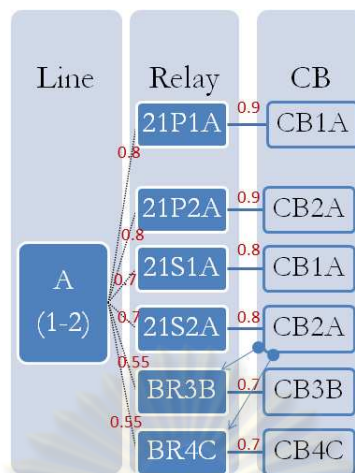 Line Relay CB
0.8 21P1A 0.9 CB1A
0.8 21P2A 0.9 CB2A
0.7 21S1A 0.8 CB1A
A
(1-2)
0.7 21S2A 0.8 CB2A
0.55 BR3B 0.7 CB3B
0.55 BR4C 0.7 CB4C